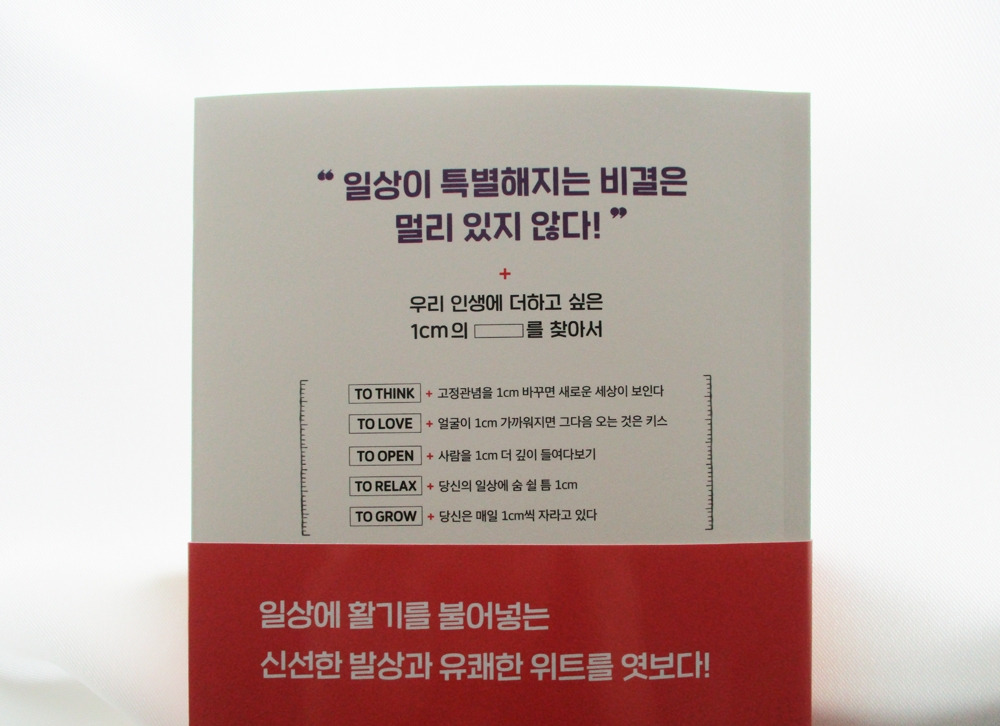 “ 일상이 특별해지는 비결은
멀리 있지 않다! ”
+
우리 인생에 더하고 싶은
1cm의 를 찾아서
TO THINK + 고정관념을 1cm 바꾸면 새로운 세상이 보인다
TO LOVE + 얼굴이 1cm 가까워지면 그다음 오는 것은 키스
TO OPEN + 사람을 1cm 더 깊이 들여다보기
TO RELAX + 당신의 일상에 숨 쉴 틈 1cm
TO GROW + 당신은 매일 1cm씩 자라고 있다
일상에 활기를 불어넣는
신선한 발상과 유쾌한 위트를 엿보다!